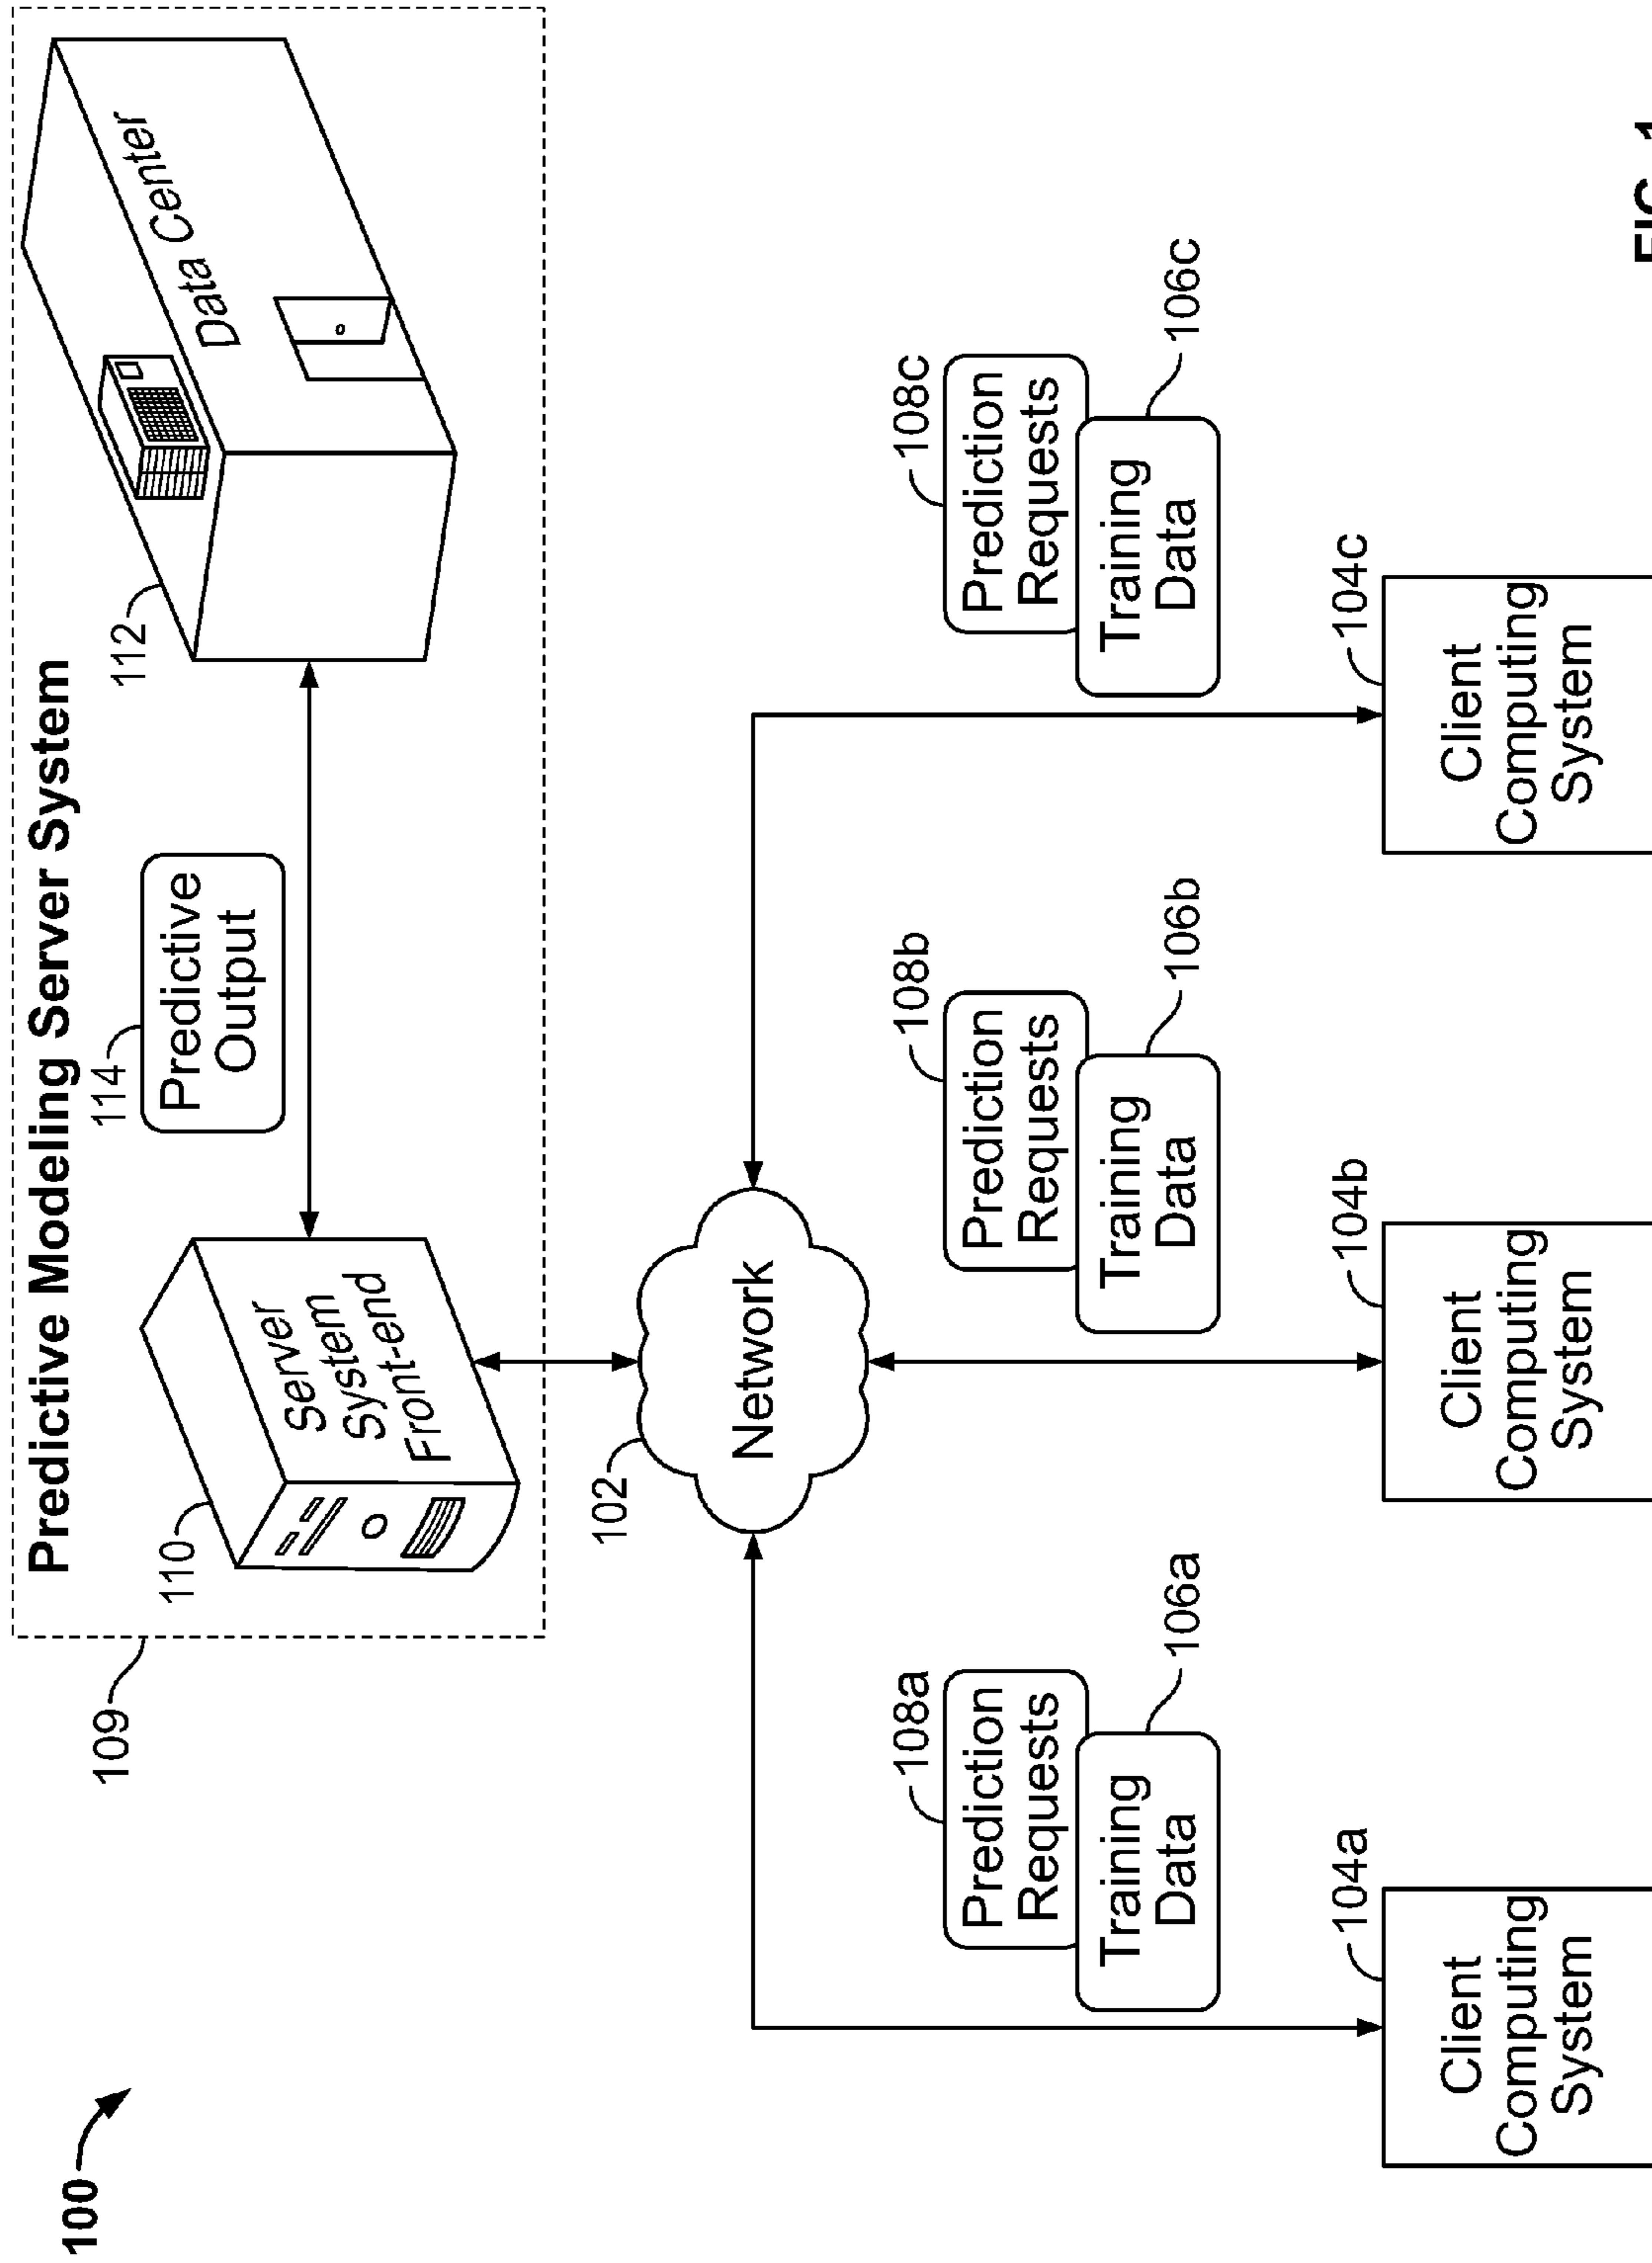 100
109
Predictive Modeling Server System
110
Server
System
Front-end
114
Predictive
Output
112
Data Center
102
Network
108a
Prediction
Requests
Training
Data
106a
108b
Prediction
Requests
Training
Data
106b
108c
Prediction
Requests
Training
Data
106c
104a
Client
Computing
System
104b
Client
Computing
System
104c
Client
Computing
System
FIG. 1